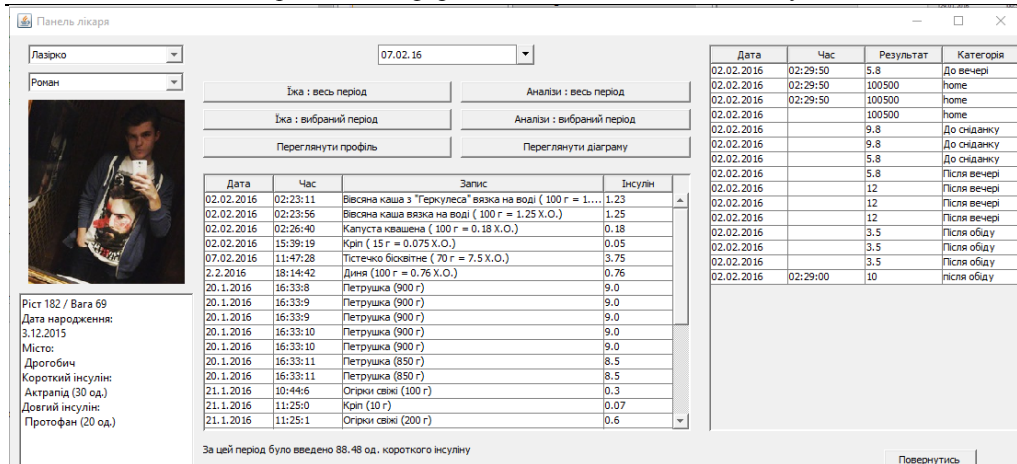 Панель лікаря
Лазірко
Роман
07.02.16
Їжа : весь період
Аналізи : весь період
Їжа : вибраний період
Аналізи : вибраний період
Переглянути профіль
Переглянути діаграму
Дата Час Запис Інсулін
02.02.2016 02:23:11 Вівсяна каша з "Геркулеса" вязка на воді ( 100 г = 1.... 1.23
02.02.2016 02:23:56 Вівсяна каша вязка на воді ( 100 г = 1.25 Х.О.) 1.25
02.02.2016 02:26:40 Капуста квашена ( 100 г = 0.18 Х.О.) 0.18
02.02.2016 15:39:19 Кріп ( 15 г = 0.075 Х.О.) 0.05
07.02.2016 11:47:28 Тістечко бісквітне ( 70 г = 7.5 Х.О.) 3.75
2.2.2016 18:14:42 Диня (100 г = 0.76 Х.О.) 0.76
20.1.2016 16:33:8 Петрушка (900 г) 9.0
20.1.2016 16:33:9 Петрушка (900 г) 9.0
20.1.2016 16:33:9 Петрушка (900 г) 9.0
20.1.2016 16:33:10 Петрушка (900 г) 9.0
20.1.2016 16:33:10 Петрушка (900 г) 9.0
20.1.2016 16:33:11 Петрушка (850 г) 8.5
20.1.2016 16:33:11 Петрушка (850 г) 8.5
21.1.2016 10:44:6 Огірки свіжі (100 г) 0.3
21.1.2016 11:25:0 Кріп (10 г) 0.07
21.1.2016 11:25:1 Огірки свіжі (200 г) 0.6
За цей період було введено 88.48 од. короткого інсуліну
Ріст 182 / Вага 69
Дата народження:
3.12.2015
Місто:
Дрогобич
Короткий інсулін:
Актрапід (30 од.)
Довгий інсулін:
Протофан (20 од.)
Дата Час Результат Категорія
02.02.2016 02:29:50 5.8 До вечері
02.02.2016 02:29:50 100500 home
02.02.2016 02:29:50 100500 home
02.02.2016 100500 home
02.02.2016 9.8 До сніданку
02.02.2016 9.8 До сніданку
02.02.2016 5.8 До сніданку
02.02.2016 5.8 Після вечері
02.02.2016 12 Після вечері
02.02.2016 12 Після вечері
02.02.2016 12 Після вечері
02.02.2016 3.5 Після обіду
02.02.2016 3.5 Після обіду
02.02.2016 3.5 Після обіду
02.02.2016 02:29:00 10 після обіду
Повернутись